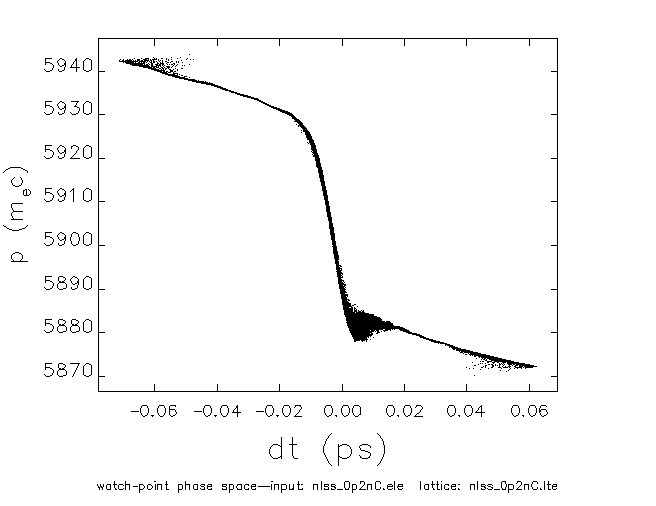 5940
5930
5920
5910
5900
5890
5880
5870
p (mec)
-0.06 -0.04 -0.02 0.00 0.02 0.04 0.06
dt (ps)
watch-point phase space--input: nlss_0p2nC.ele lattice: nlss_0p2nC.lte